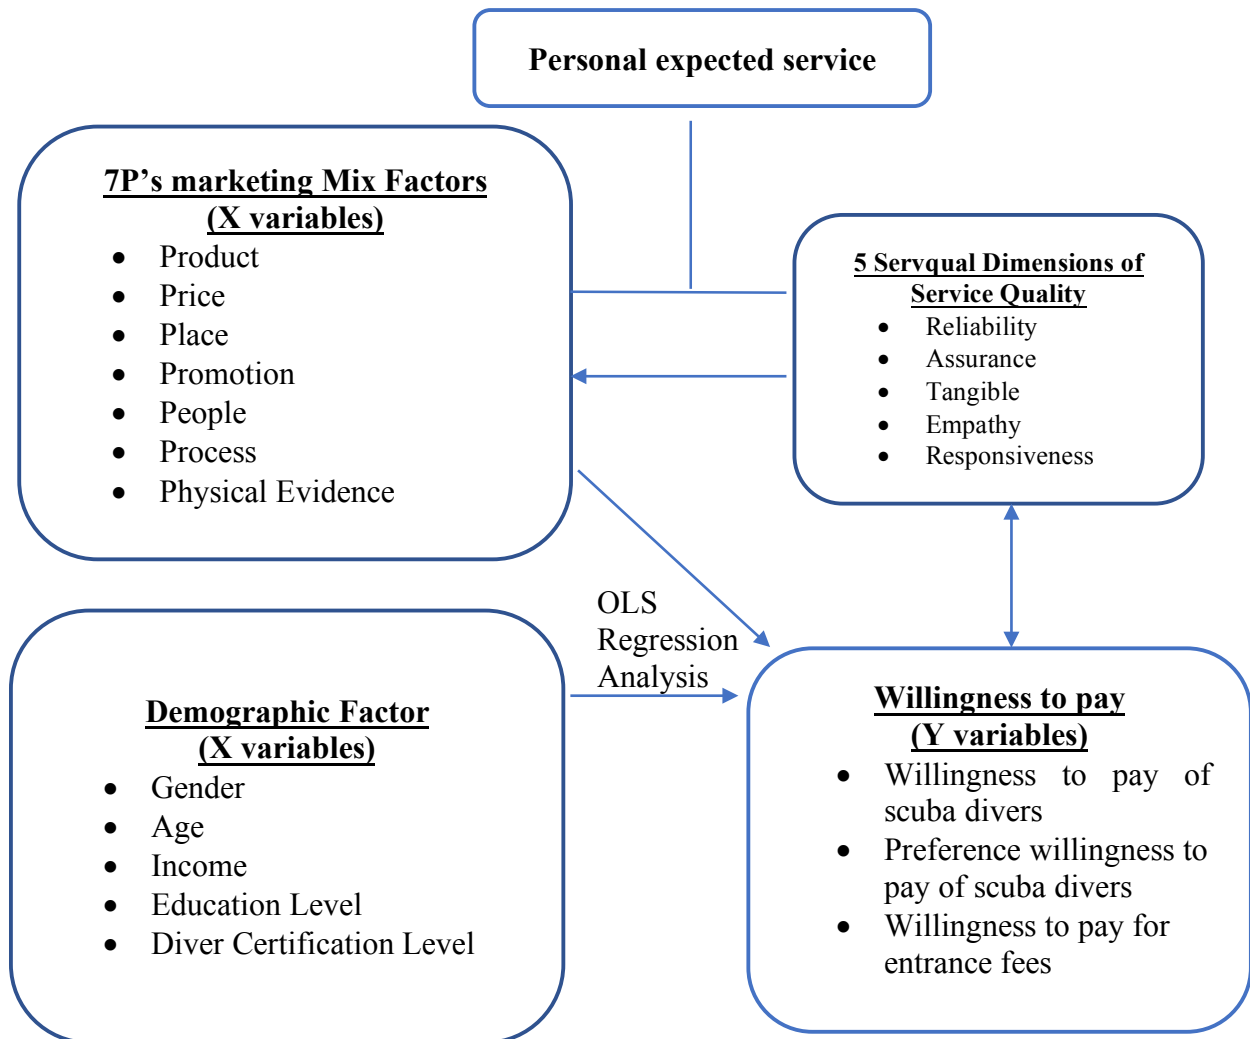 Personal expected service
7P’s marketing Mix Factors
(X variables)
• Product
• Price
• Place
• Promotion
• People
• Process
• Physical Evidence
5 Servqual Dimensions of
Service Quality
• Reliability
• Assurance
• Tangible
• Empathy
• Responsiveness
OLS
Regression
Analysis
Demographic Factor
(X variables)
• Gender
• Age
• Income
• Education Level
• Diver Certification Level
Willingness to pay
(Y variables)
• Willingness to pay of
scuba divers
• Preference willingness to
pay of scuba divers
• Willingness to pay for
entrance fees